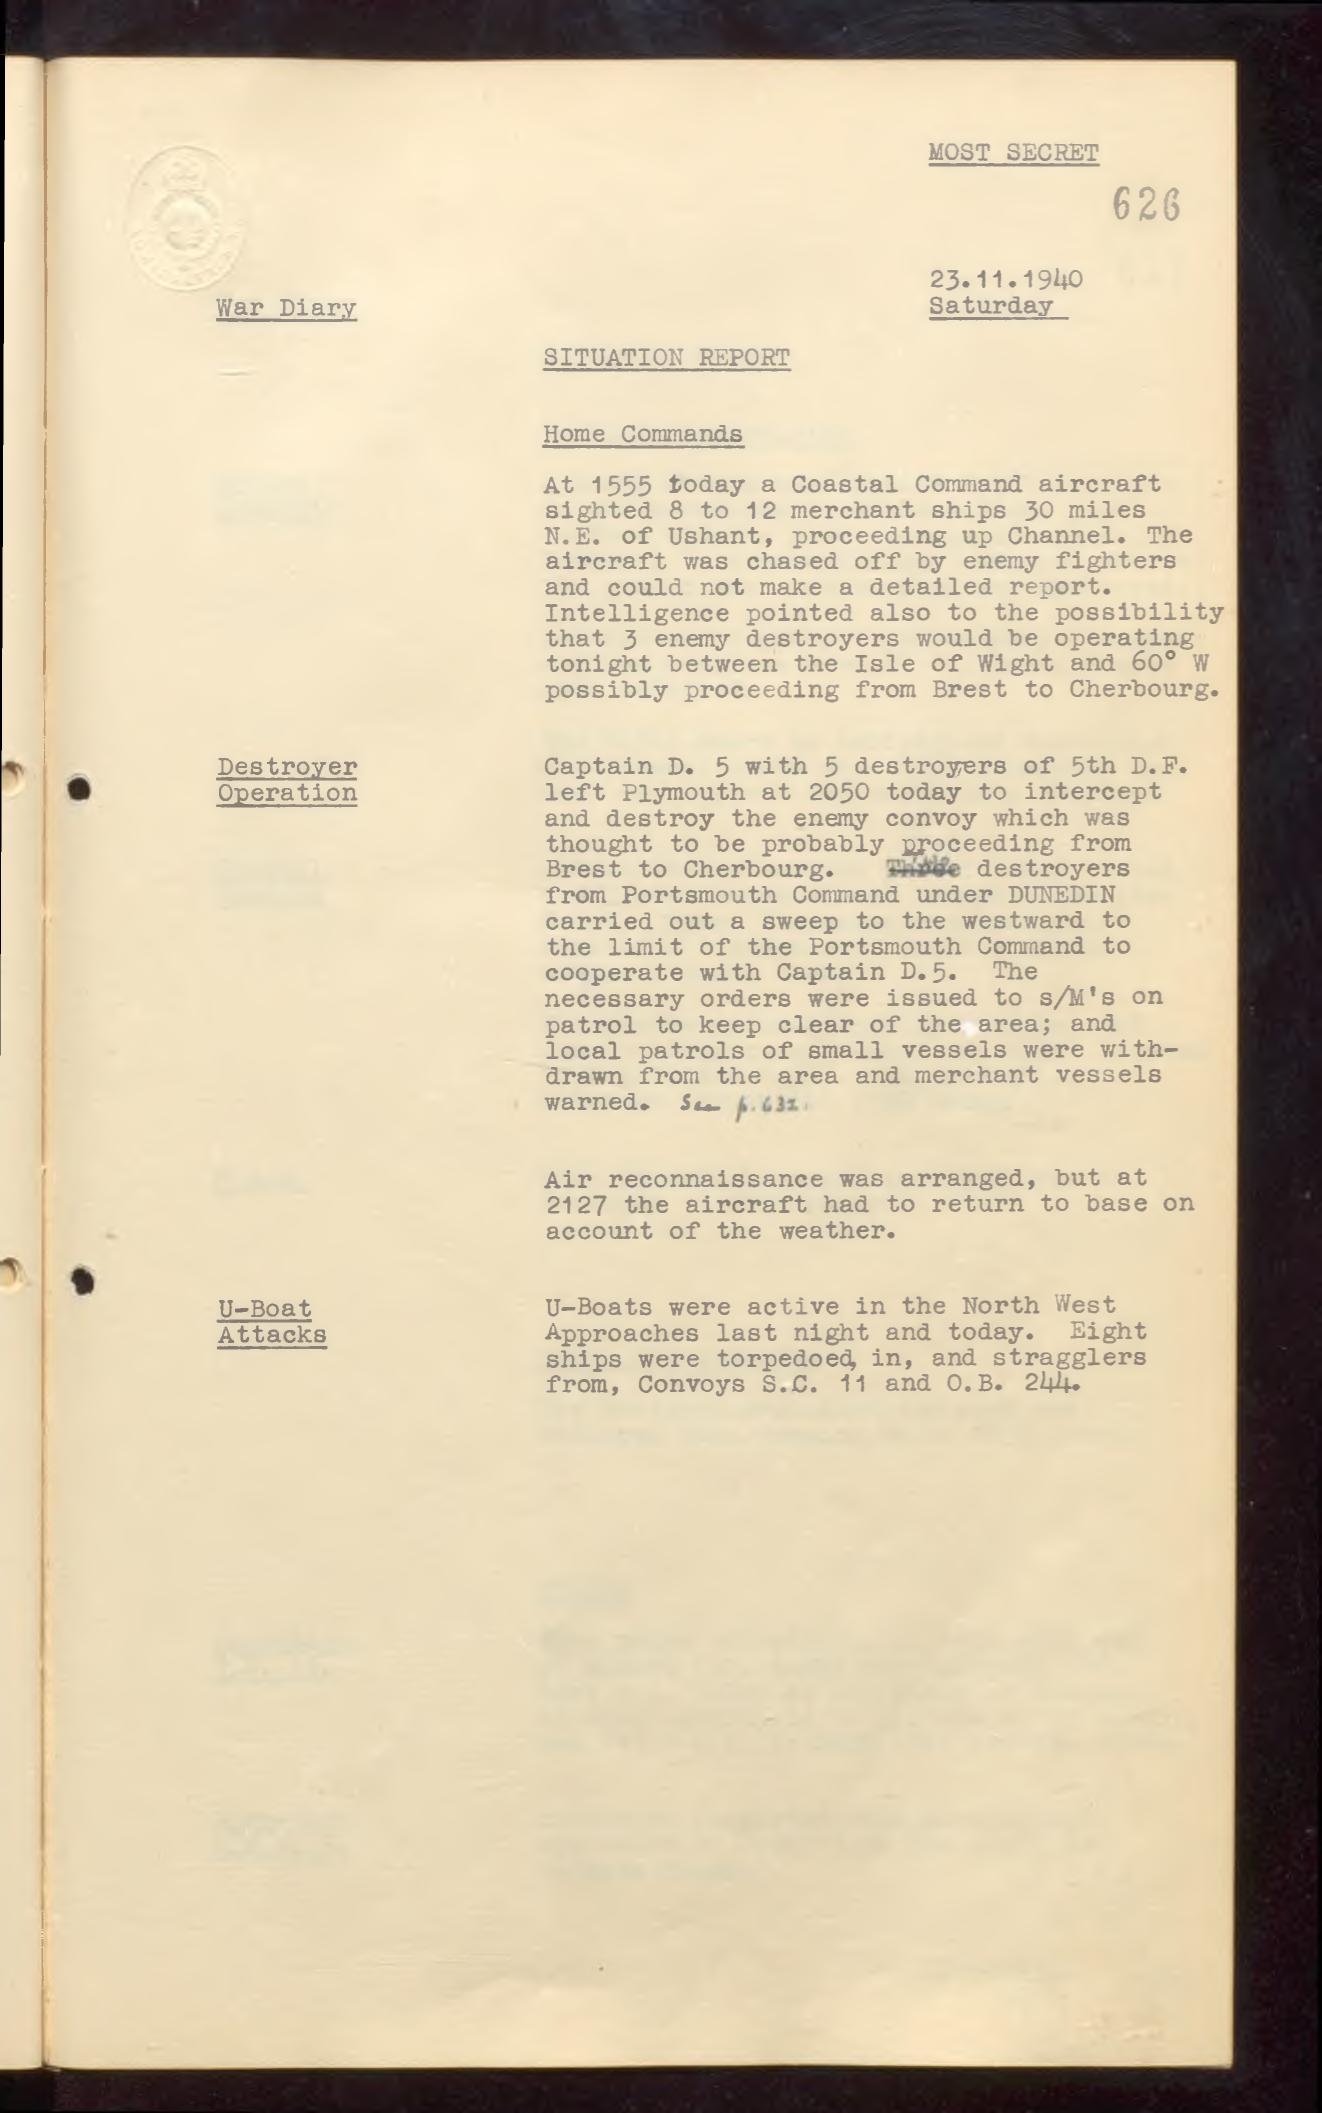 MOST SECRET
626
23.11.1940
Saturday
War Diary
SITUATION REPORT
Home Commands
At 1555 today a Coastal Command aircraft
sighted 8 to 12 merchant ships 30 miles
N.E. of Ushant, proceeding up Channel. The
aircraft was chased off by enemy fighters
and could not make a detailed report.
Intelligence pointed also to the possibility
that 3 enemy destroyers would be operating
tonight between the Isle of Wight and 60° W
possibly proceeding from Brest to Cherbourg.
Destroyer
Operation
Captain D. 5 with 5 destroyers of 5th D.F.
left Plymouth at 2050 today to intercept
and destroy the enemy convoy which was
thought to be probably proceeding from
Brest to Cherbourg. destroyers
from Portsmouth Command under DUNEDIN
carried out a sweep to the westward to
the limit of the Portsmouth Command to
cooperate with Captain D.5. The
necessary orders were issued to s/M's on
patrol to keep clear of the area; and
local patrols of small vessels were with-
drawn from the area and merchant vessels
warned. See p. 632.
Air reconnaissance was arranged, but at
2127 the aircraft had to return to base on
account of the weather.
U-Boat
Attacks
U-Boats were active in the North West
Approaches last night and today. Eight
ships were torpedoed, in, and stragglers
from, Convoys S.C. 11 and O.B. 244.